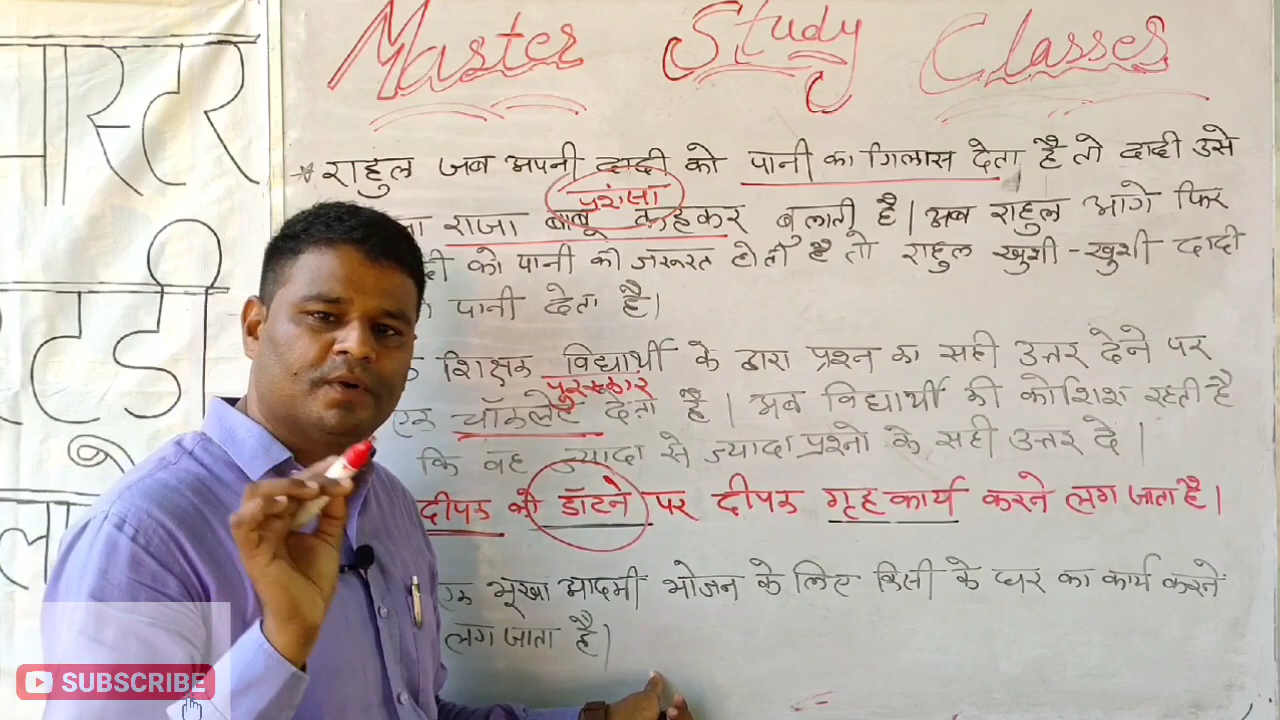 Master Study Classes
* राहुल जब अपनी दादी को पानी का गिलास देता है तो दादी उसे
प्रशंसा
राजा बाबू कहकर बुलाती है। अब राहुल आगे फिर
को पानी की जरूरत होती है तो राहुल खुशी-खुशी दादी
पानी देता है।
शिक्षक विद्यार्थी के द्वारा प्रश्न का सही उत्तर देने पर
पुरस्कार
एक चॉकलेट देता है। अब विद्यार्थी की कोशिश रहती है
कि वह ज्यादा से ज्यादा प्रश्नो के सही उत्तर दे।
दीपक को डॉटने पर दीपक गृहकार्य करने लग जाता है।
एक भूखा आदमी भोजन के लिए किसी के घर का कार्य करने
लग जाता है।
SUBSCRIBE